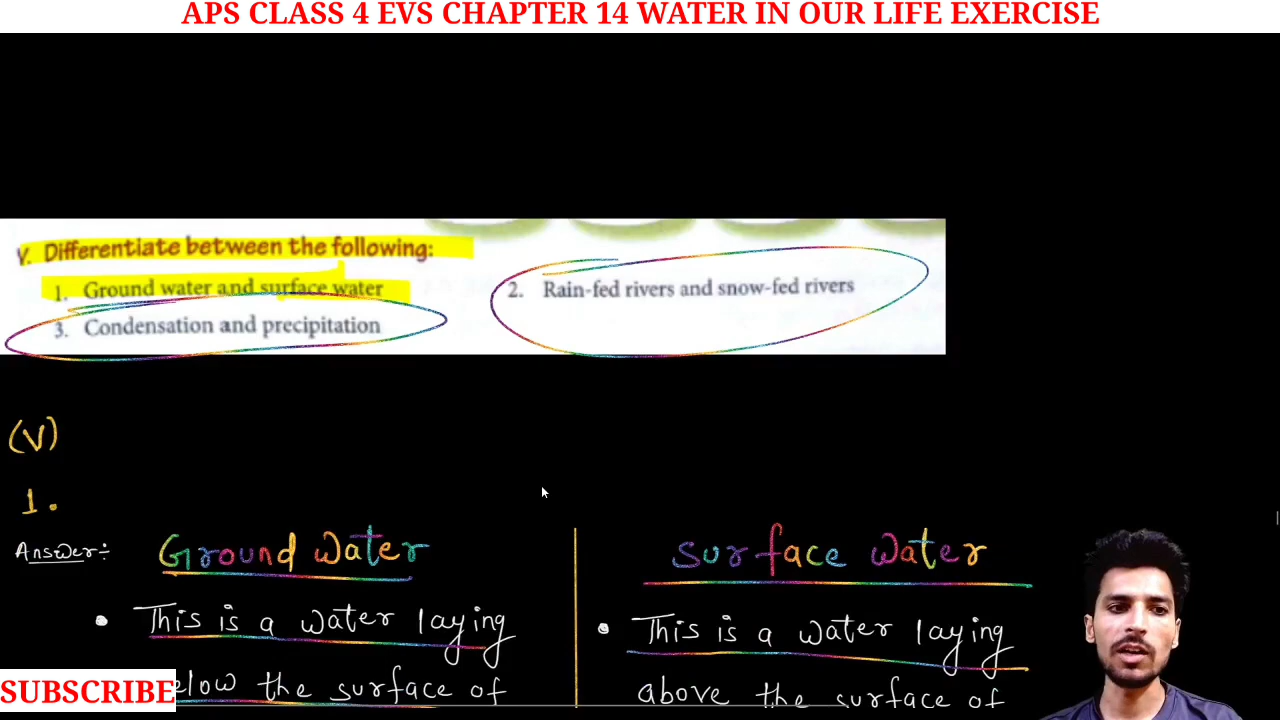 APS CLASS 4 EVS CHAPTER 14 WATER IN OUR LIFE EXERCISE
V. Differentiate between the following:
1. Ground water and surface water
2. Rain-fed rivers and snow-fed rivers
3. Condensation and precipitation
(V)
1.
Answer:-
Ground Water
Surface Water
• This is a water laying
• This is a water laying
elow the surface of
above the surface of
SUBSCRIBE